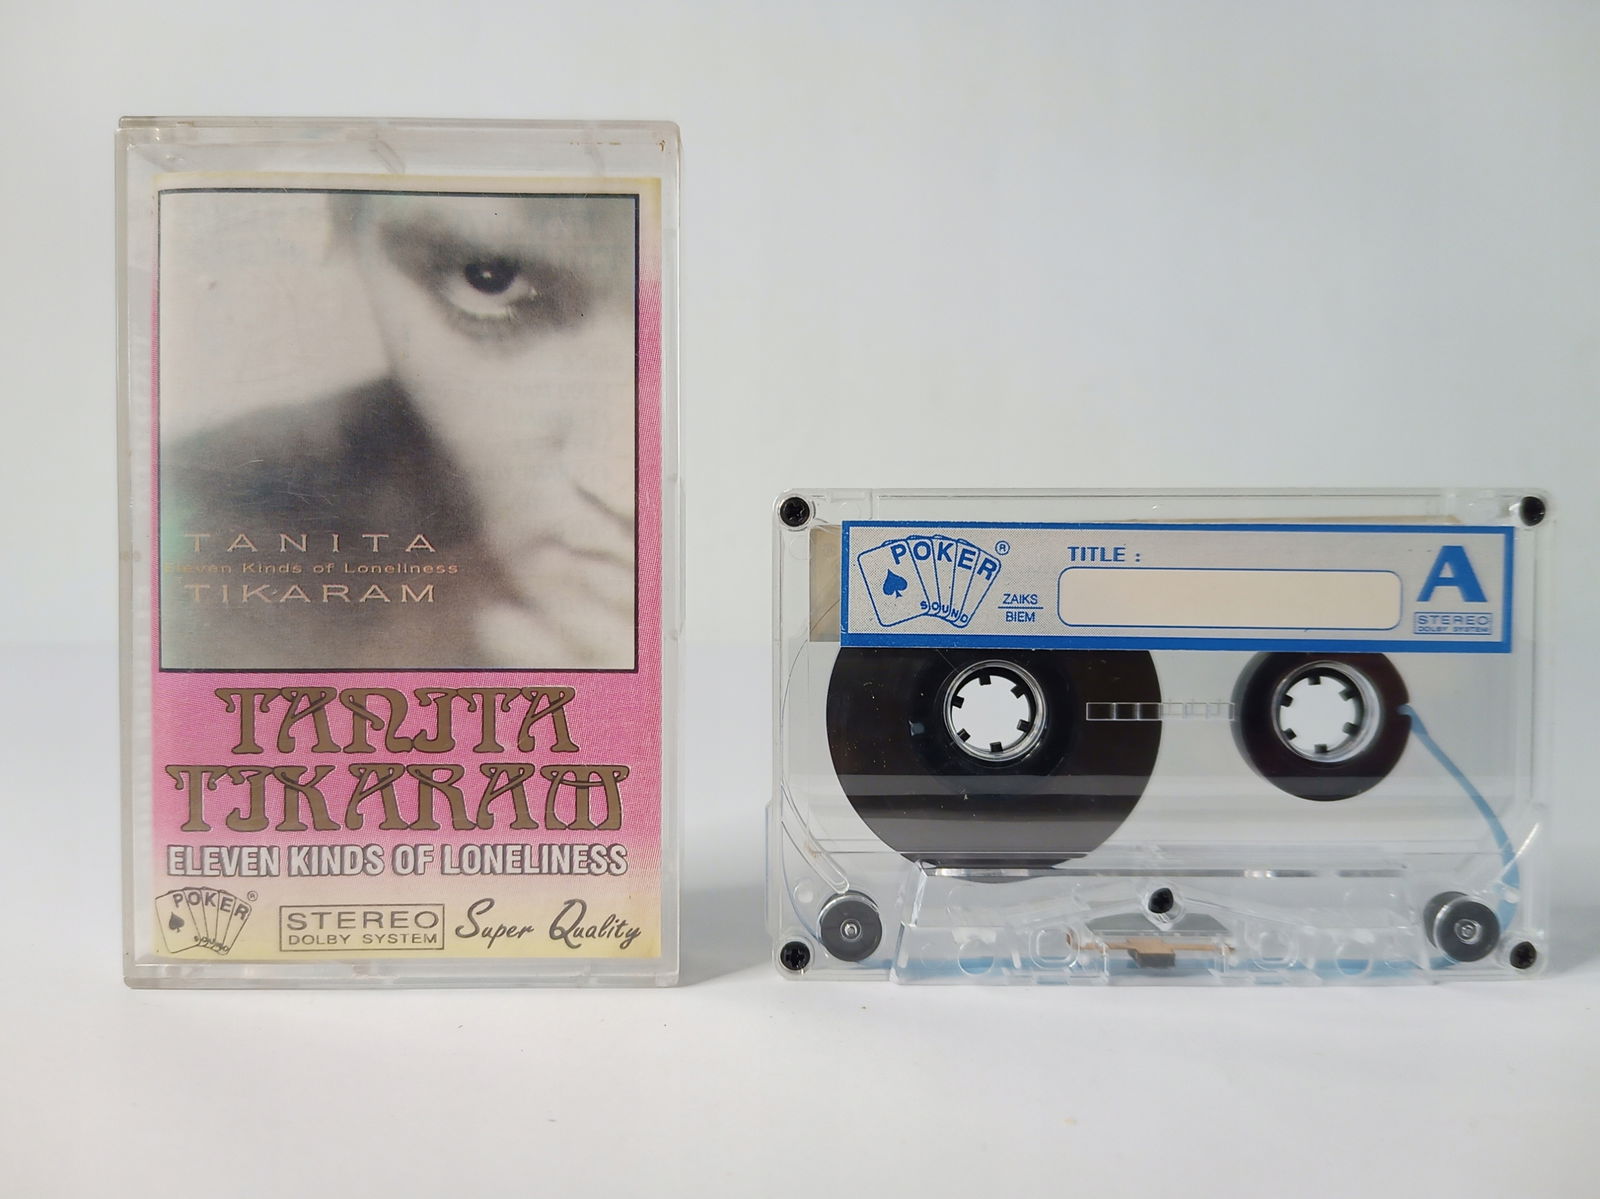 TANITA
Eleven Kinds of Loneliness
TIKARAM
TANITA
TIKARAM
ELEVEN KINDS OF LONELINESS
POKER ®
SOUND
STEREO
DOLBY SYSTEM
Super Quality
POKER ®
SOUND
ZAIKS
BIEM
TITLE :
A
STEREO
DOLBY SYSTEM